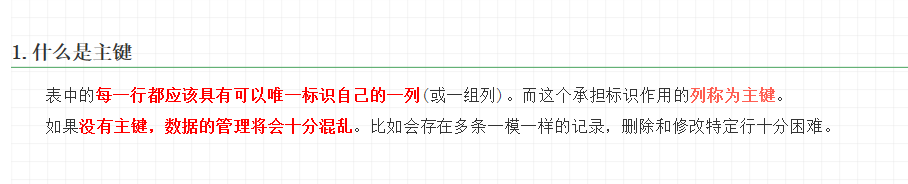 1. 什么是主键
表中的每一行都应该具有可以唯一标识自己的一列(或一组列)。而这个承担标识作用的列称为主键。
如果没有主键，数据的管理将会十分混乱。比如会存在多条一模一样的记录，删除和修改特定行十分困难。